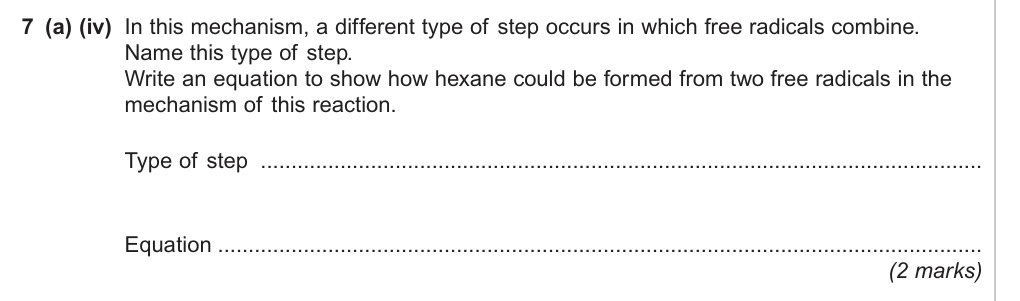 7 (a) (iv) In this mechanism, a different type of step occurs in which free radicals combine.
Name this type of step.
Write an equation to show how hexane could be formed from two free radicals in the
mechanism of this reaction.
Type of step ........................................................................................................................
Equation ...............................................................................................................................
(2 marks)